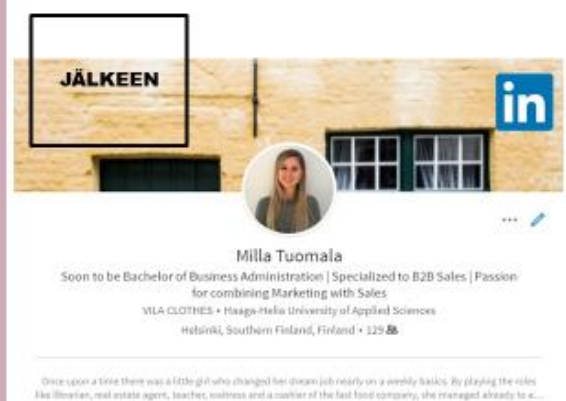 JÄLKEEN
in
Milla Tuomala
Soon to be Bachelor of Business Administration | Specialized to B2B Sales | Passion
for combining Marketing with Sales
VILA CLOTHES • Haaga-Helia University of Applied Sciences
Helsinki, Southern Finland, Finland • 129
Once upon a time there was a little girl who changed her dream job nearly on a weekly basics. By playing the roles
like librarian, real estate agent, teacher, waitress and a cashier of the fast food company, she managed already to a...